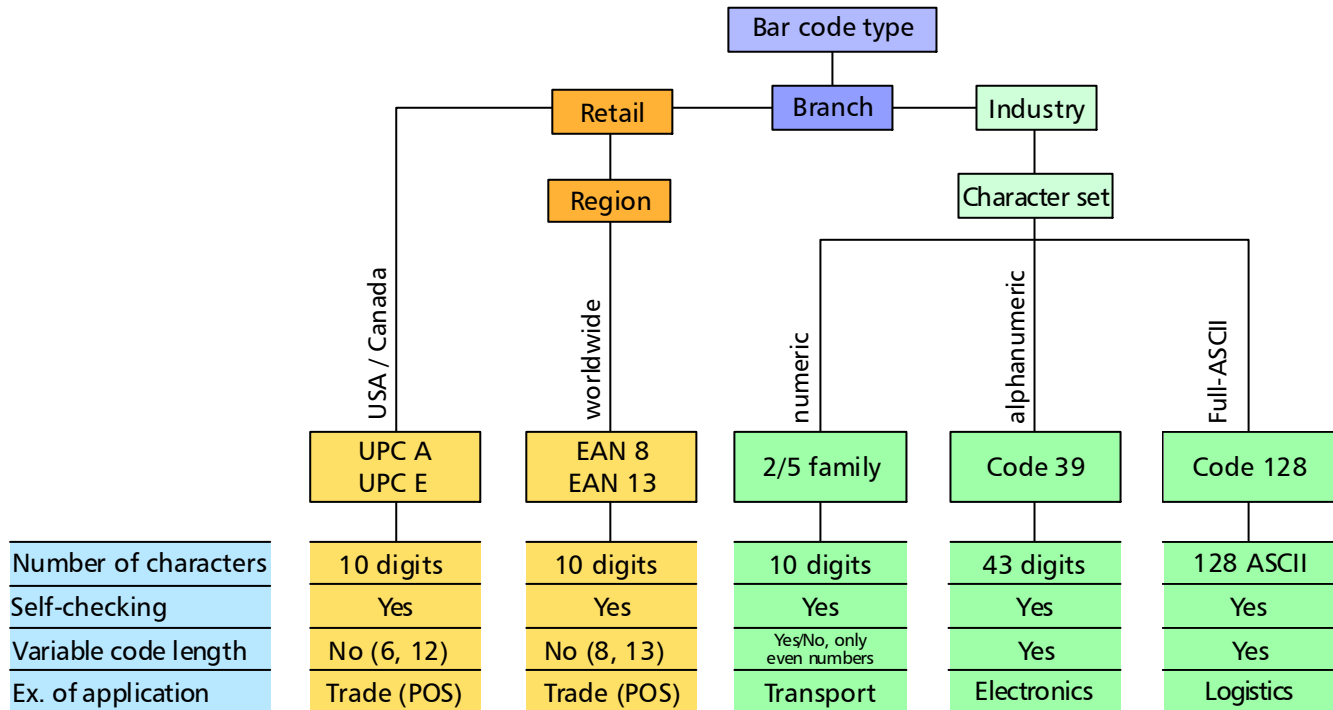 Bar code type
Retail
Branch
Industry
Region
Character set
USA / Canada
worldwide
numeric
alphanumeric
Full-ASCII
UPC A
UPC E
EAN 8
EAN 13
2/5 family
Code 39
Code 128
Number of characters
10 digits
10 digits
10 digits
43 digits
128 ASCII
Self-checking
Yes
Yes
Yes
Yes
Yes
Variable code length
No (6, 12)
No (8, 13)
Yes/No, only
even numbers
Yes
Yes
Ex. of application
Trade (POS)
Trade (POS)
Transport
Electronics
Logistics